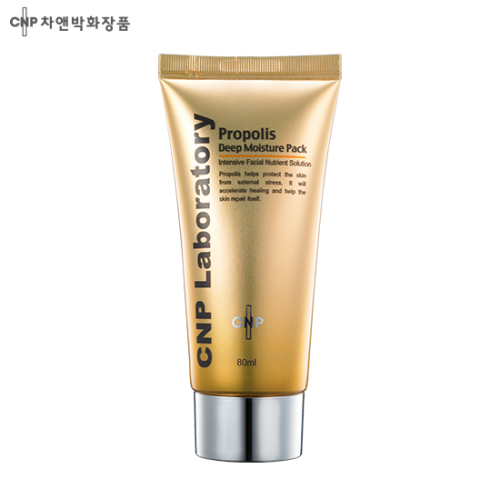 CNP 차앤박화장품
CNP Laboratory
Propolis
Deep Moisture Pack
Intensive Facial Nutrient Solution
Propolis helps protect the skin
from external stress. It will
accelerate healing and help the
skin repair itself.
CNP
80ml